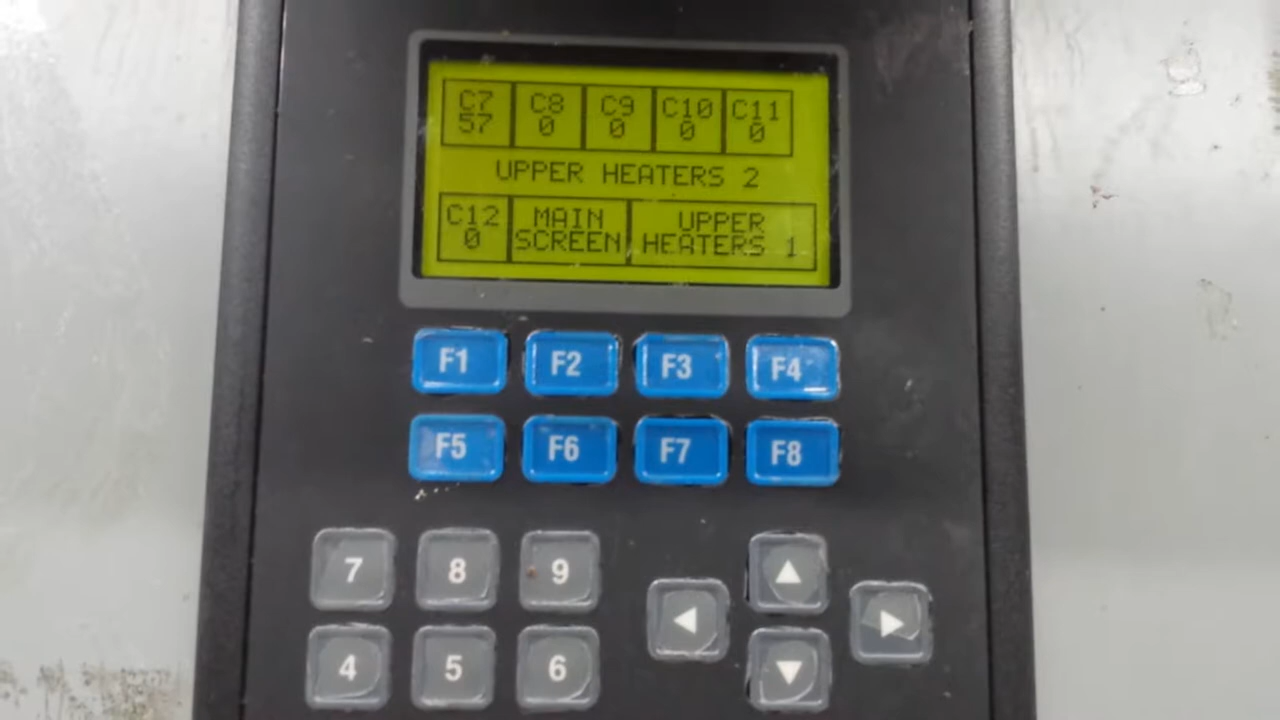 C7 C8 C9 C10 C11
57 0 0 0 0
UPPER HEATERS 2
C12 MAIN UPPER
0 SCREEN HEATERS 1
F1 F2 F3 F4
F5 F6 F7 F8
7 8 9
4 5 6